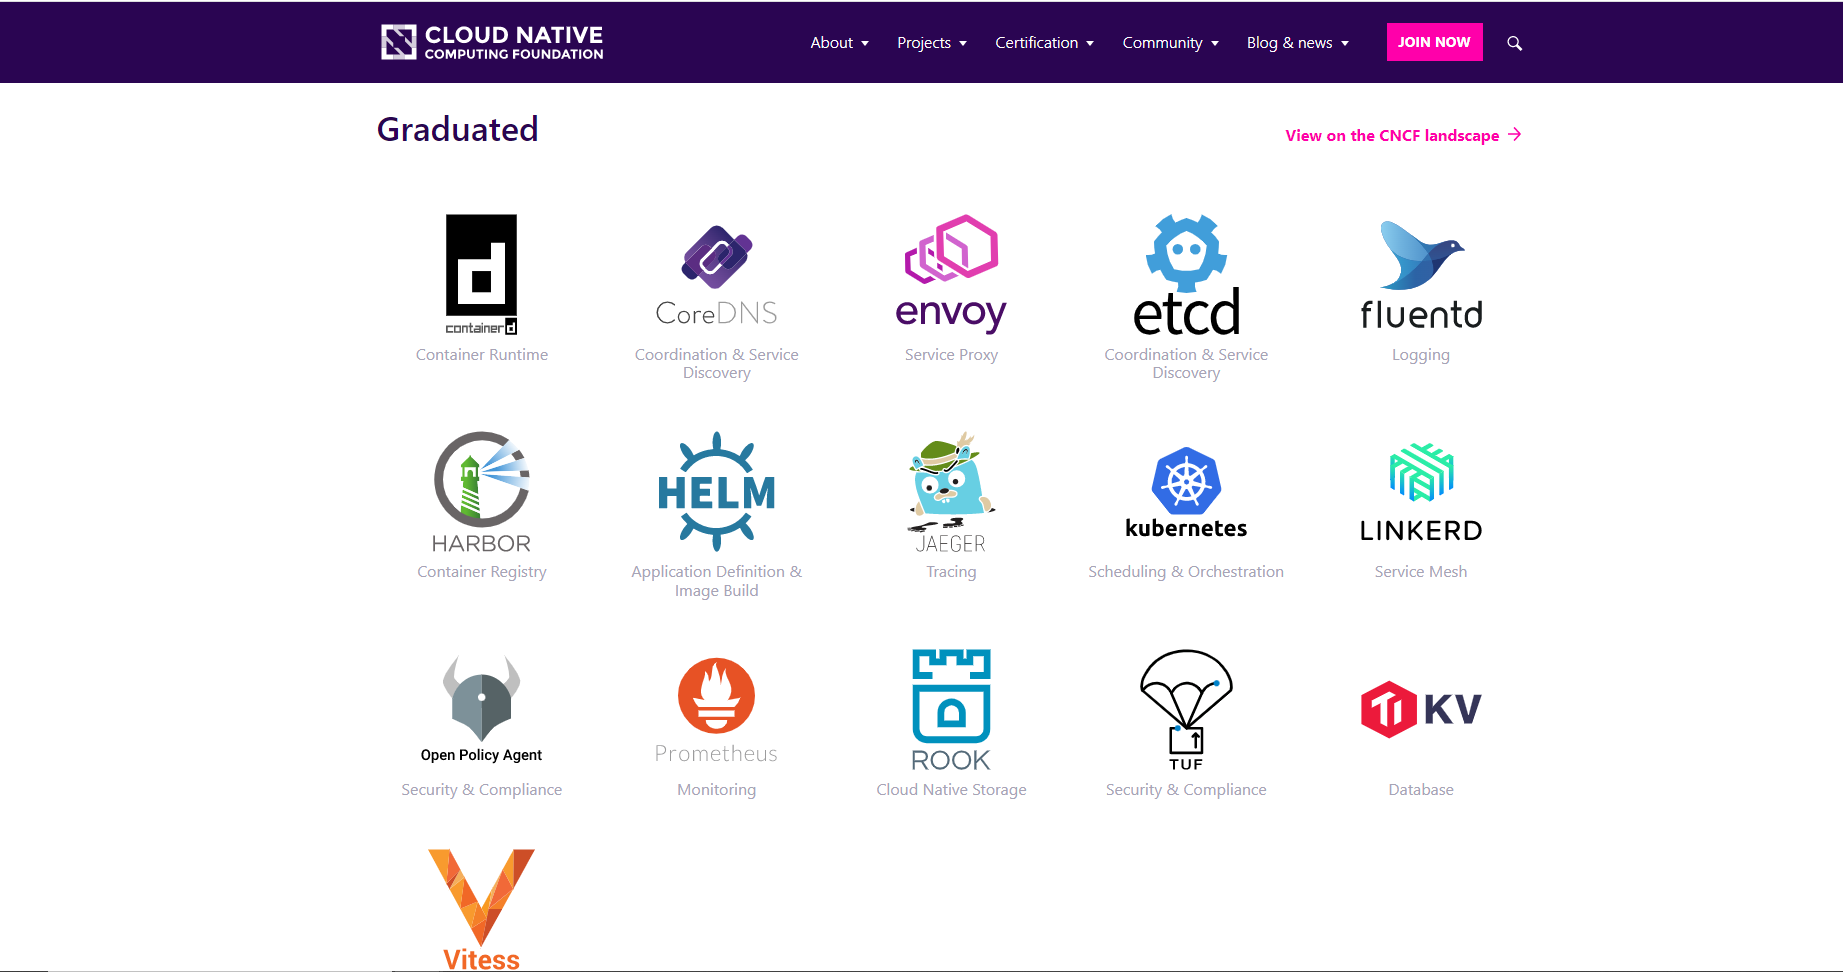 CLOUD NATIVE
COMPUTING FOUNDATION
About
Projects
Certification
Community
Blog & news
JOIN NOW
Graduated
View on the CNCF landscape
d
containerd
Container Runtime
CoreDNS
Coordination & Service
Discovery
envoy
Service Proxy
etcd
Coordination & Service
Discovery
fluentd
Logging
HARBOR
Container Registry
HELM
Application Definition &
Image Build
JAEGER
Tracing
kubernetes
Scheduling & Orchestration
LINKERD
Service Mesh
Open Policy Agent
Security & Compliance
Prometheus
Monitoring
ROOK
Cloud Native Storage
TUF
Security & Compliance
Ti KV
Database
Vitess